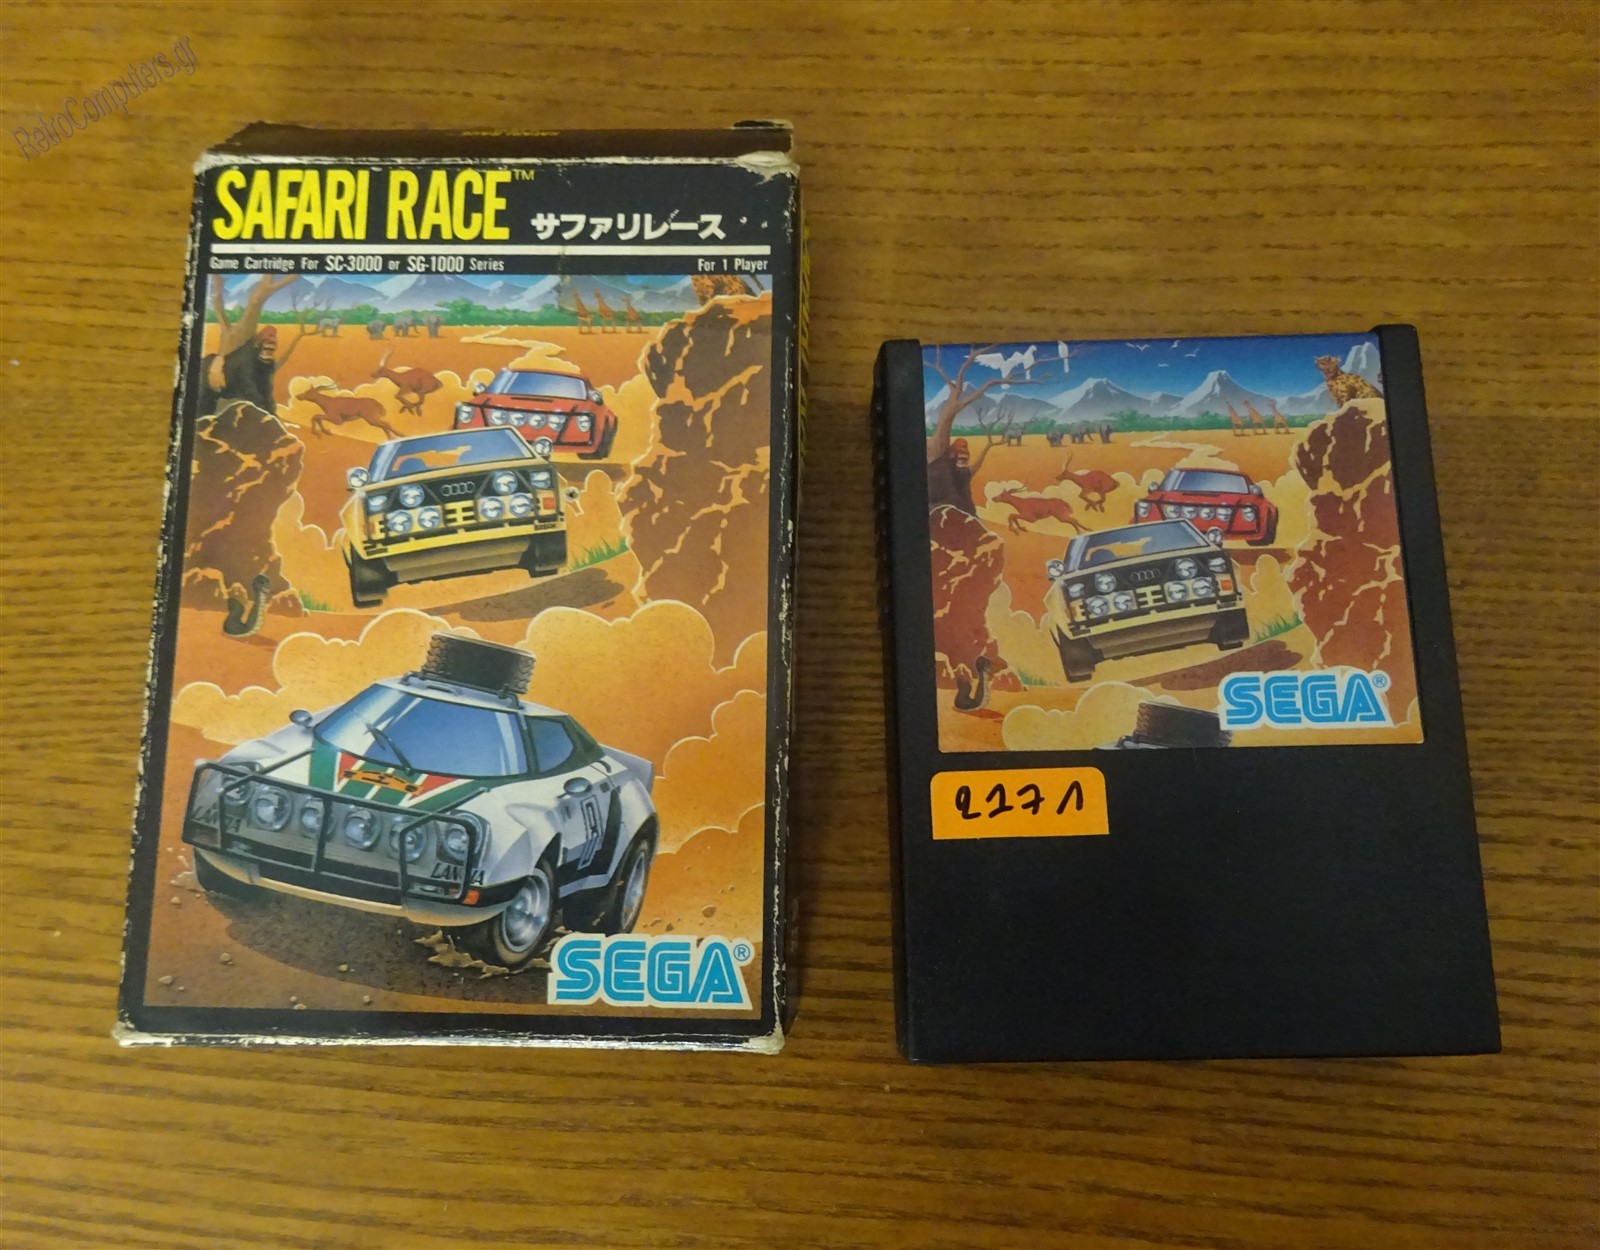 RetroComputers.gr
SAFARI RACE™ サファリレース
Game Cartridge For SC-3000 or SG-1000 Series For 1 Player
LANCIA
SEGA®
SEGA®
2271